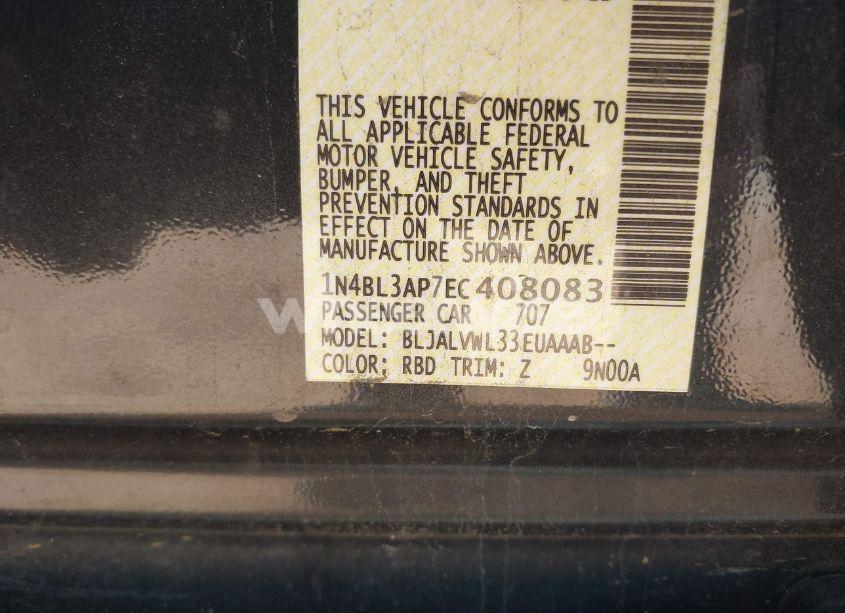 THIS VEHICLE CONFORMS TO
ALL APPLICABLE FEDERAL
MOTOR VEHICLE SAFETY,
BUMPER, AND THEFT
PREVENTION STANDARDS IN
EFFECT ON THE DATE OF
MANUFACTURE SHOWN ABOVE.
1N4BL3AP7EC408083
PASSENGER CAR 707
MODEL: BLJALVWL33EUAAAB--
COLOR: RBD TRIM: Z 9N00A